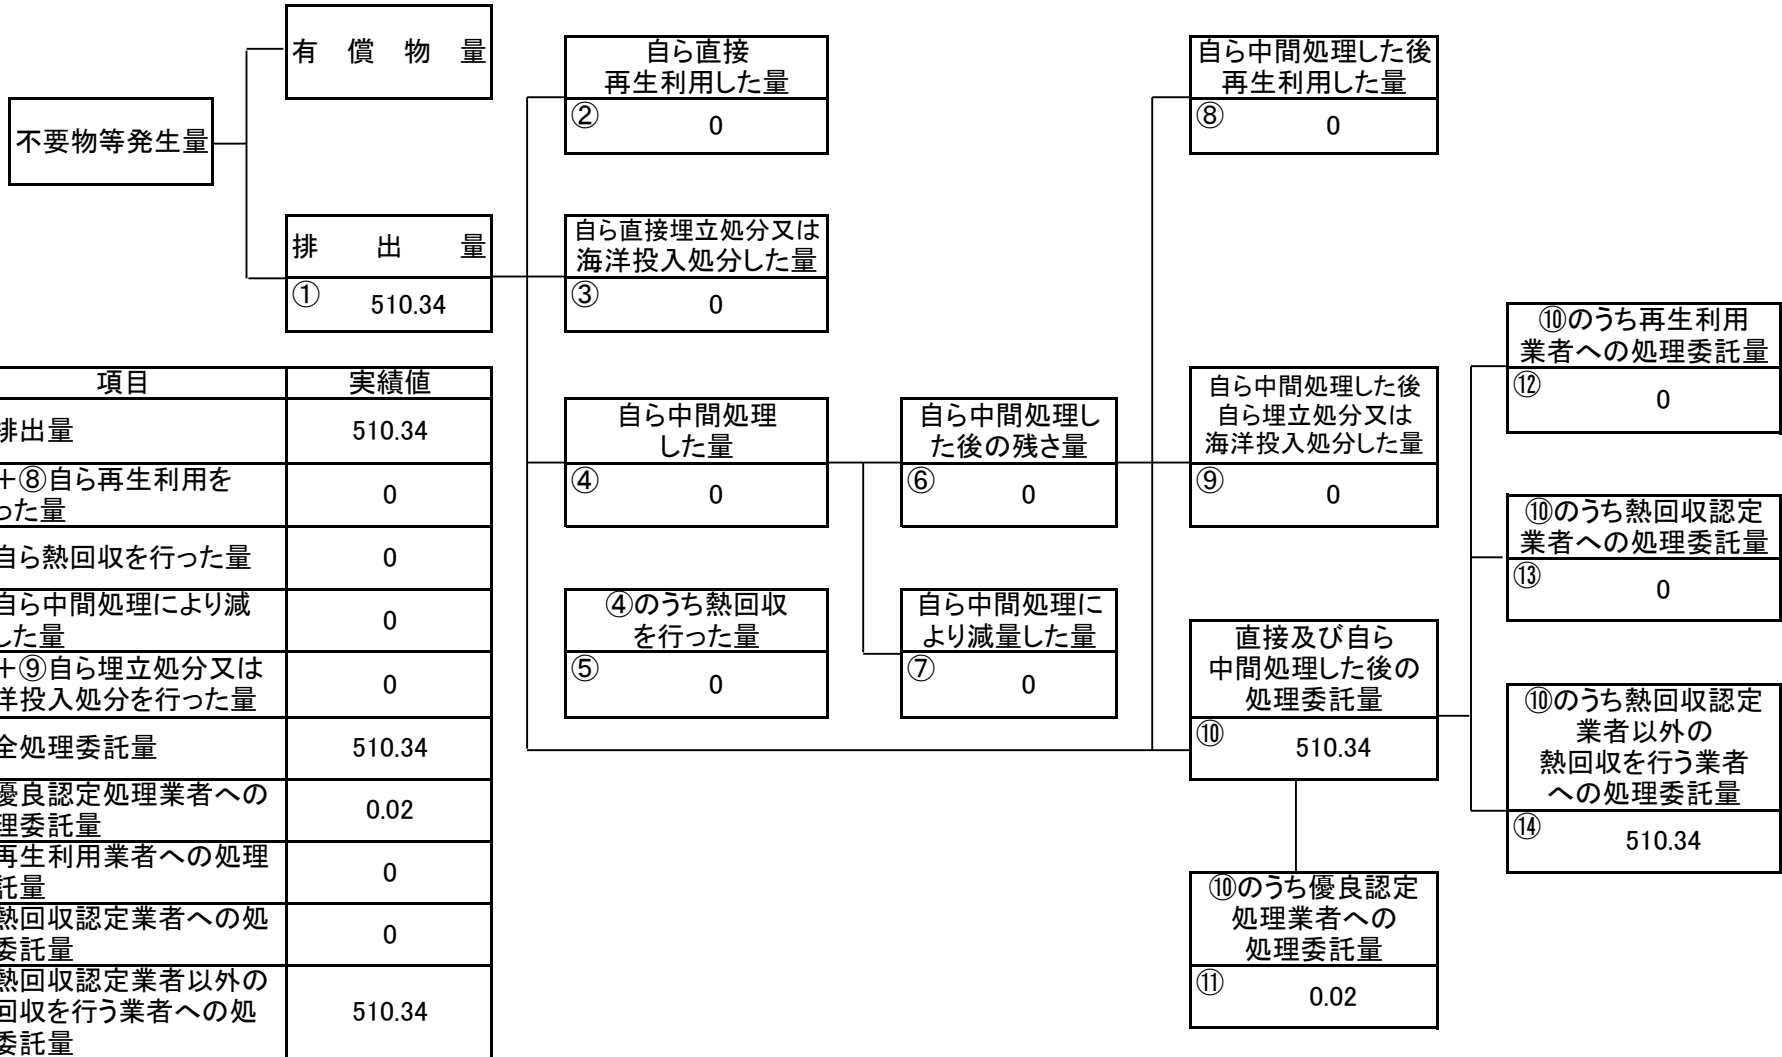 有償物量
不要物等発生量
排出量
① 510.34
自ら直接
再生利用した量
② 0
自ら直接埋立処分又は
海洋投入処分した量
③ 0
自ら中間処理
した量
④ 0
④のうち熱回収
を行った量
⑤ 0
自ら中間処理し
た後の残さ量
⑥ 0
自ら中間処理に
より減量した量
⑦ 0
自ら中間処理した後
再生利用した量
⑧ 0
自ら中間処理した後
自ら埋立処分又は
海洋投入処分した量
⑨ 0
直接及び自ら
中間処理した後の
処理委託量
⑩ 510.34
⑩のうち優良認定
処理業者への
処理委託量
⑪ 0.02
⑩のうち再生利用
業者への処理委託量
⑫ 0
⑩のうち熱回収認定
業者への処理委託量
⑬ 0
⑩のうち熱回収認定
業者以外の
熱回収を行う業者
への処理委託量
⑭ 510.34
項目 実績値
排出量 510.34
+⑧自ら再生利用を
った量 0
自ら熱回収を行った量 0
自ら中間処理により減
した量 0
+⑨自ら埋立処分又は
洋投入処分を行った量 0
全処理委託量 510.34
優良認定処理業者への
理委託量 0.02
再生利用業者への処理
託量 0
熱回収認定業者への処
委託量 0
熱回収認定業者以外の
回収を行う業者への処
委託量 510.34